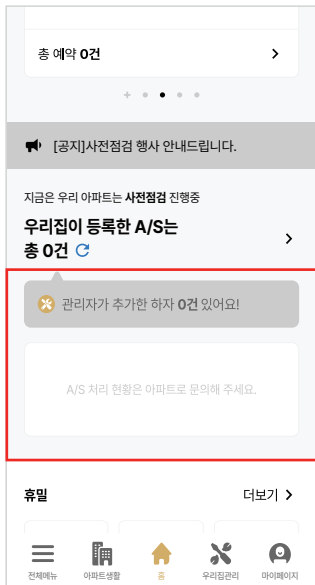 총 예약 0건
[공지]사전점검 행사 안내드립니다.
지금은 우리 아파트는 사전점검 진행중
우리집이 등록한 A/S는
총 0건
관리자가 추가한 하자 0건 있어요!
A/S 처리 현황은 아파트로 문의해 주세요.
휴밀
더보기
전체메뉴
아파트생활
홈
우리집관리
마이페이지